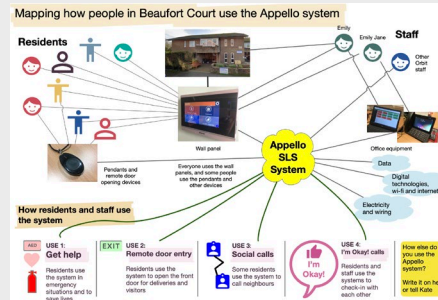 Mapping how people in Beaufort Court use the Appello system
Residents
Emily
Emily Jane
Staff
Other
Orbit
staff
Wall panel
Office equipment
Pendants and
remote door
opening devices
Everyone uses the wall
panels, and some people
use the pendants and
other devices
Appello
SLS
System
Data
Digital
technologies,
wi-fi and internet
Electricity
and wiring
How residents and staff use
the system
AED
USE 1:
Get help
Residents use
the system in
emergency
situations and to
save lives
EXIT
USE 2:
Remote door entry
Residents use the
system to open the front
door for deliveries and
visitors
USE 3:
Social calls
Some residents
use the system to
call neighbours
I'm
Okay!
USE 4:
I'm Okay! calls
Residents and
staff use the
systems to
check-in with
each other
How else do
you use the
Appello
system?
Write it on
or tell Kate